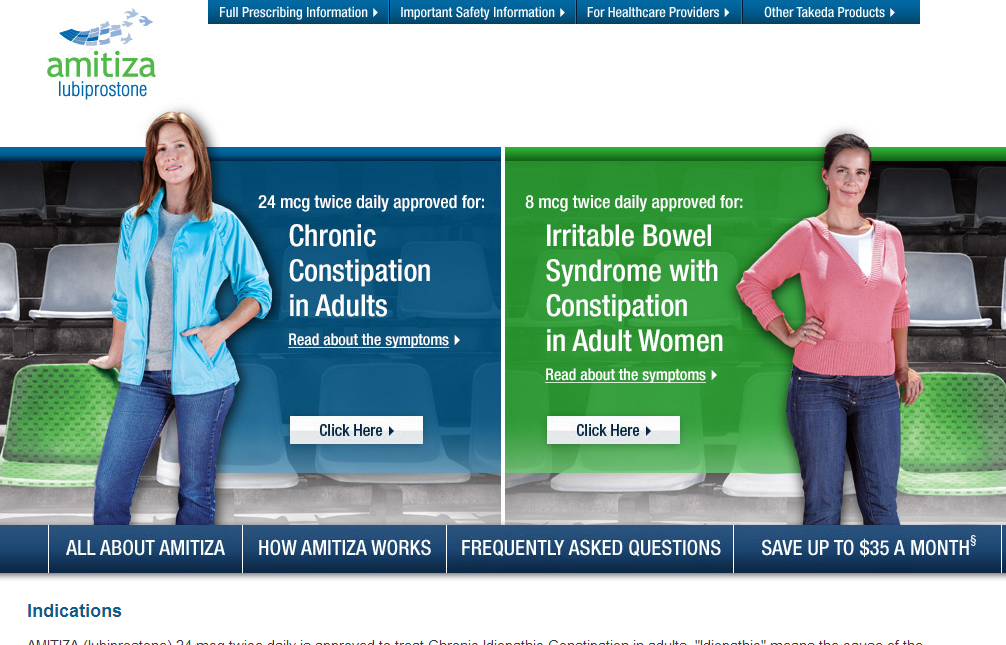 Full Prescribing Information
Important Safety Information
For Healthcare Providers
Other Takeda Products
amitiza
lubiprostone
24 mcg twice daily approved for:
Chronic
Constipation
in Adults
Read about the symptoms
Click Here
8 mcg twice daily approved for:
Irritable Bowel
Syndrome with
Constipation
in Adult Women
Read about the symptoms
Click Here
ALL ABOUT AMITIZA
HOW AMITIZA WORKS
FREQUENTLY ASKED QUESTIONS
SAVE UP TO $35 A MONTH§
Indications
AMITIZA (lubiprostone) 24 mcg twice daily is approved to treat Chronic Idiopathic Constipation in adults. "Idiopathic" means the cause of the